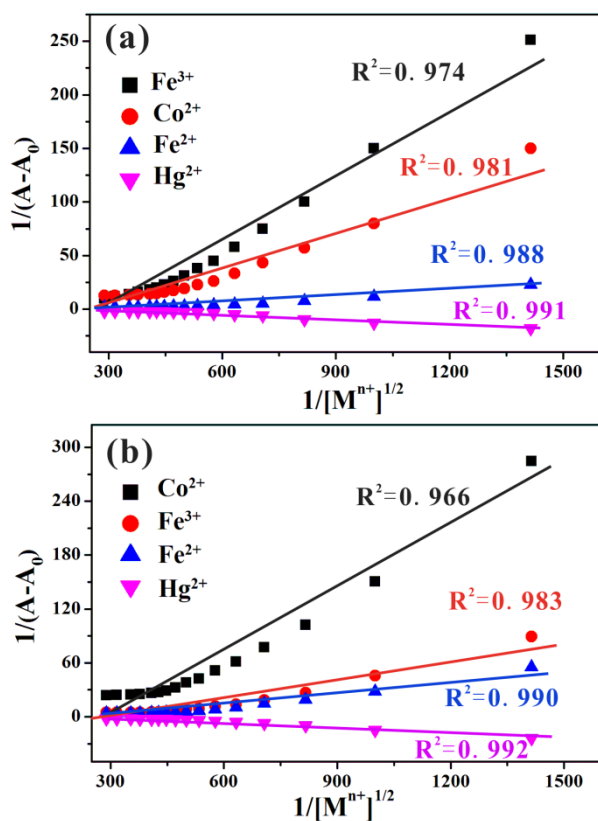 (a)
R²=0.974
Fe³⁺
Co²⁺
Fe²⁺
Hg²⁺
R²=0.981
R²=0.988
R²=0.991
250
200
150
100
50
0
1/(A-A₀)
300
600
900
1200
1500
1/[Mⁿ⁺]¹/²
(b)
R²=0.966
Co²⁺
Fe³⁺
Fe²⁺
Hg²⁺
R²=0.983
R²=0.990
R²=0.992
300
240
180
120
60
0
1/(A-A₀)
300
600
900
1200
1500
1/[Mⁿ⁺]¹/²